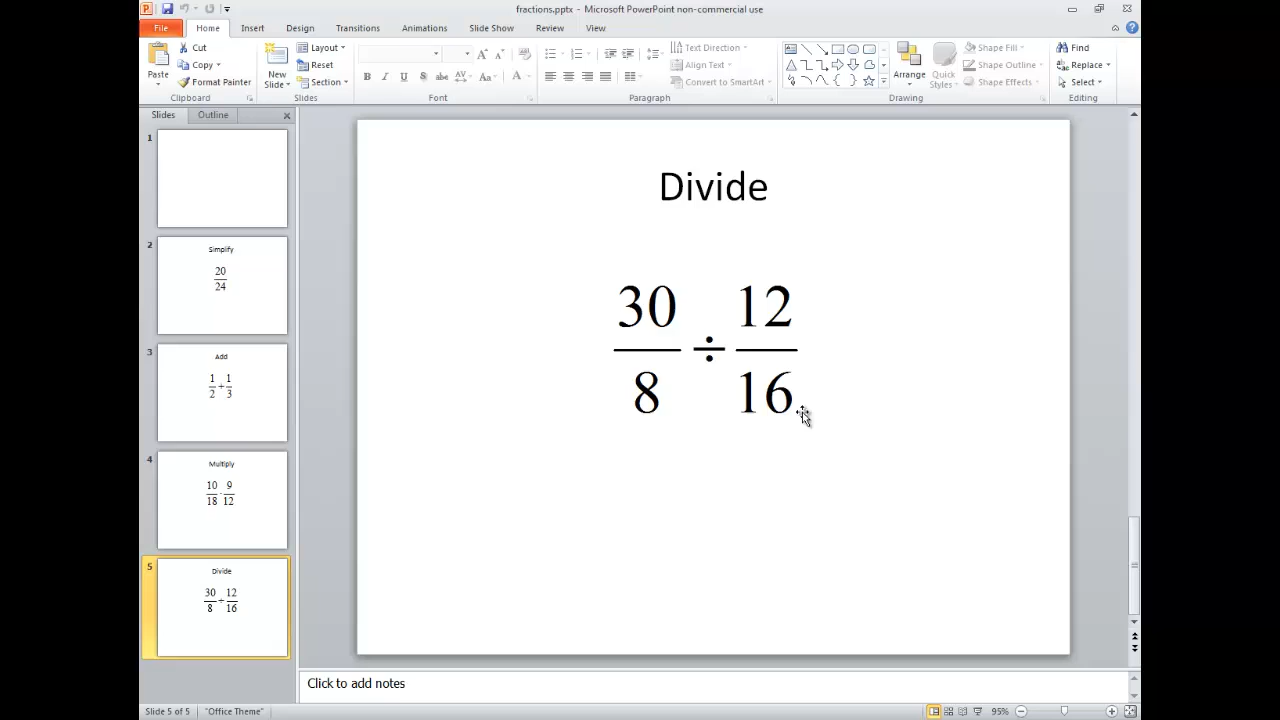 fractions.pptx - Microsoft PowerPoint non-commercial use
File Home Insert Design Transitions Animations Slide Show Review View
Paste
Cut
Copy
Format Painter
Clipboard
New Slide
Layout
Reset
Section
Slides
B I U S abc AV Aa A
Font
Text Direction
Align Text
Convert to SmartArt
Paragraph
Arrange
Quick Styles
Shape Fill
Shape Outline
Shape Effects
Drawing
Find
Replace
Select
Editing
Slides Outline
1
2
Simplify
20
24
3
Add
1 + 1
2 3
4
Multiply
10 · 9
18 12
5
Divide
30 ÷ 12
8 16
Divide
30 ÷ 12
8 16
Click to add notes
Slide 5 of 5 "Office Theme" 95%